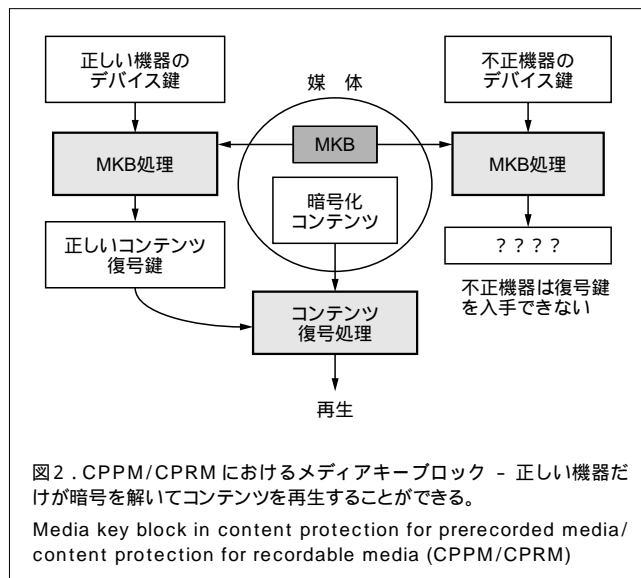 正しい機器の
デバイス鍵
媒 体
不正機器の
デバイス鍵
MKB処理
MKB
MKB処理
暗号化
コンテンツ
正しいコンテンツ
復号鍵
? ? ? ?
不正機器は復号鍵
を入手できない
コンテンツ
復号処理
再生
図2.CPPM/CPRM におけるメディアキーブロック − 正しい機器だ
けが暗号を解いてコンテンツを再生することができる。
Media key block in content protection for prerecorded media/
content protection for recordable media (CPPM/CPRM)